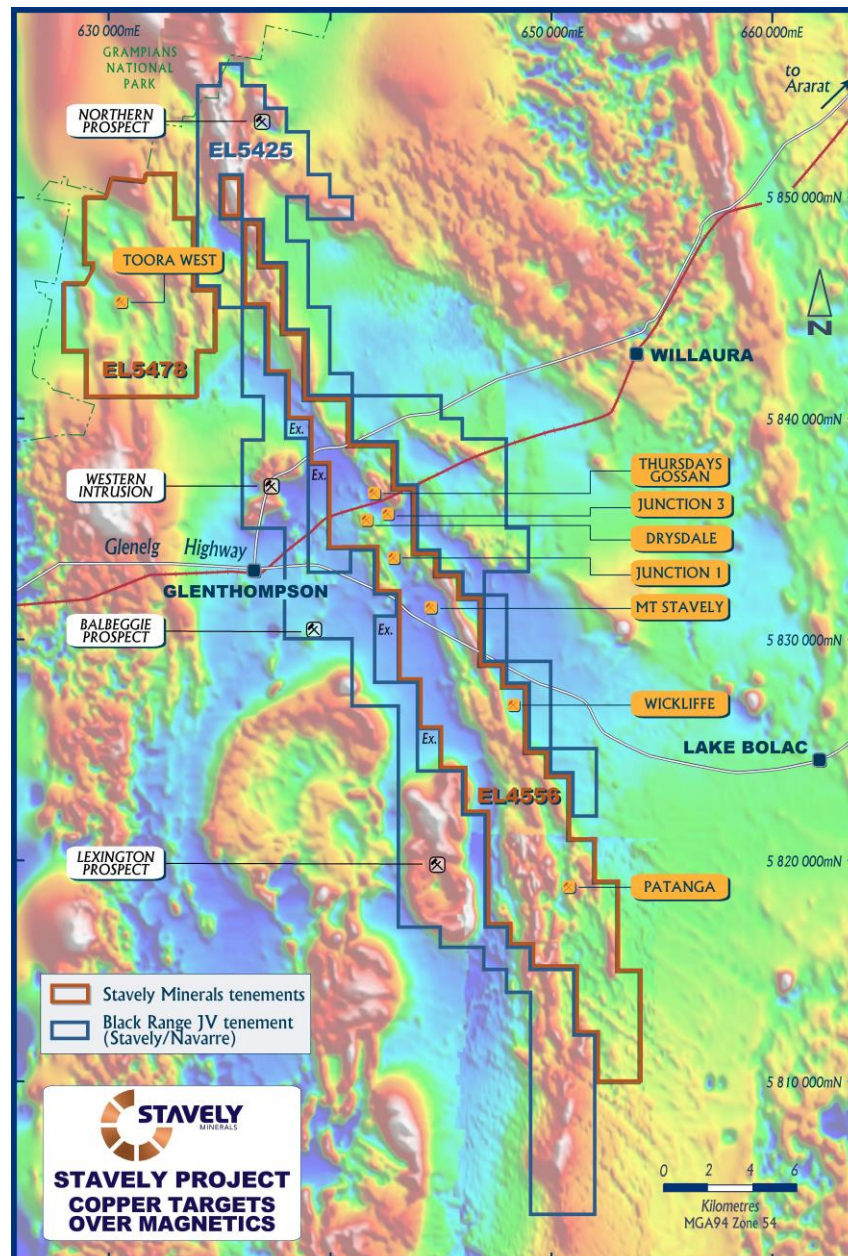 630 000mE
650 000mE
660 000mE
GRAMPIANS
NATIONAL
PARK
to
Ararat
NORTHERN
PROSPECT
EL5425
5 850 000mN
TOORA WEST
N
EL5478
WILLAURA
5 840 000mN
Ex.
Ex.
WESTERN
INTRUSION
THURSDAYS
GOSSAN
JUNCTION 3
DRYSDALE
JUNCTION 1
Glenelg Highway
GLENTHOMPSON
MT STAVELY
BALBEGGIE
PROSPECT
Ex.
5 830 000mN
WICKLIFFE
Ex.
LAKE BOLAC
EL4556
LEXINGTON
PROSPECT
5 820 000mN
PATANGA
Stavely Minerals tenements
Black Range JV tenement
(Stavely/Navarre)
5 810 000mN
STAVELY
MINERALS
STAVELY PROJECT
COPPER TARGETS
OVER MAGNETICS
0 2 4 6
Kilometres
MGA94 Zone 54